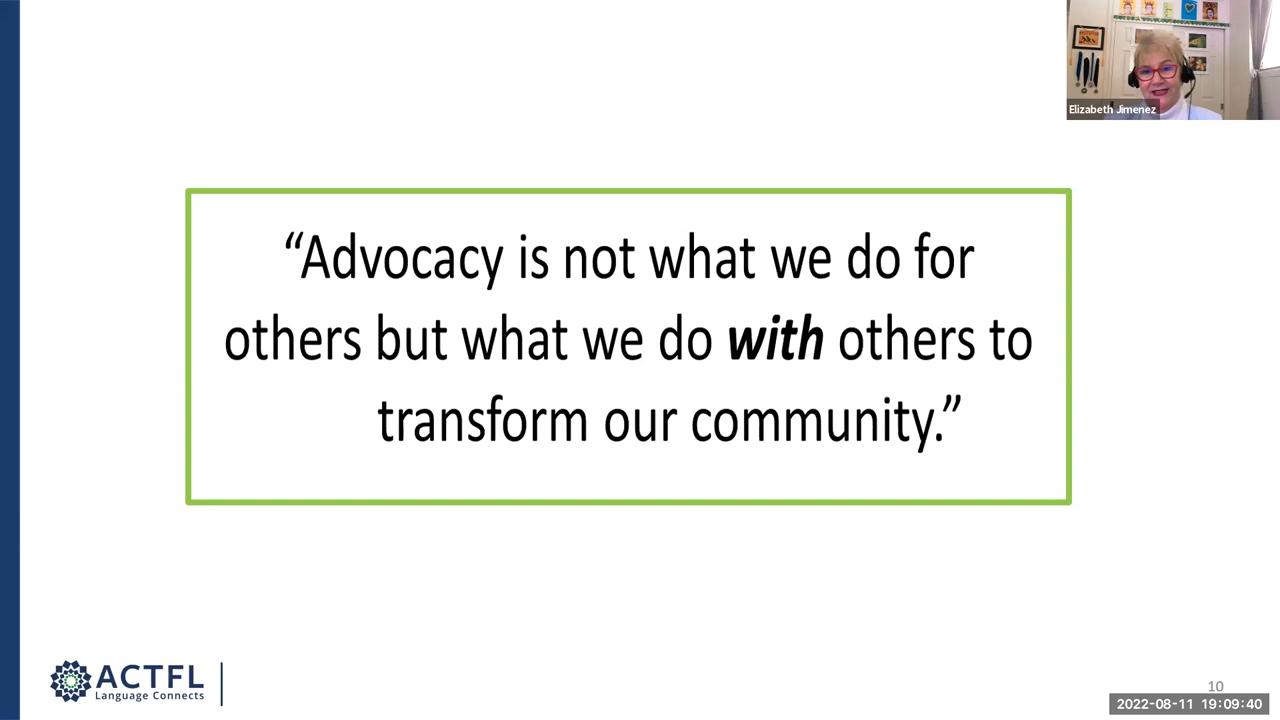 Elizabeth Jimenez
“Advocacy is not what we do for
others but what we do with others to
transform our community.”
ACTFL
Language Connects
10
2022-08-11 19:09:40